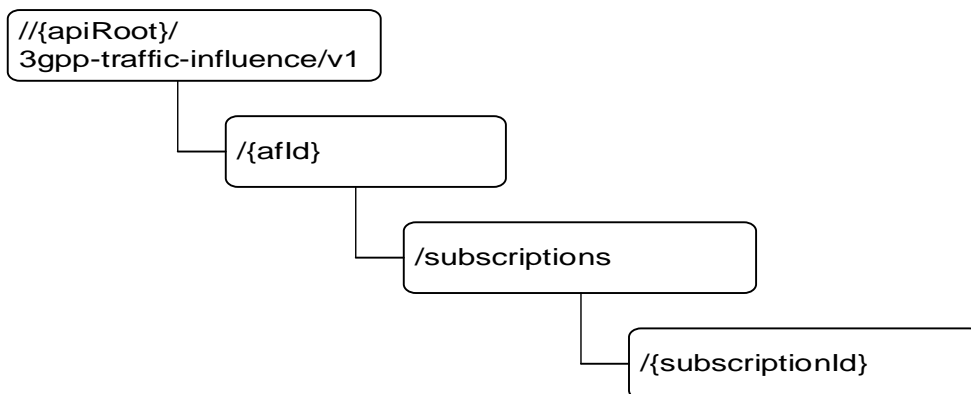 //{apiRoot}/
3gpp-traffic-influence/v1
/{afId}
/subscriptions
/{subscriptionId}